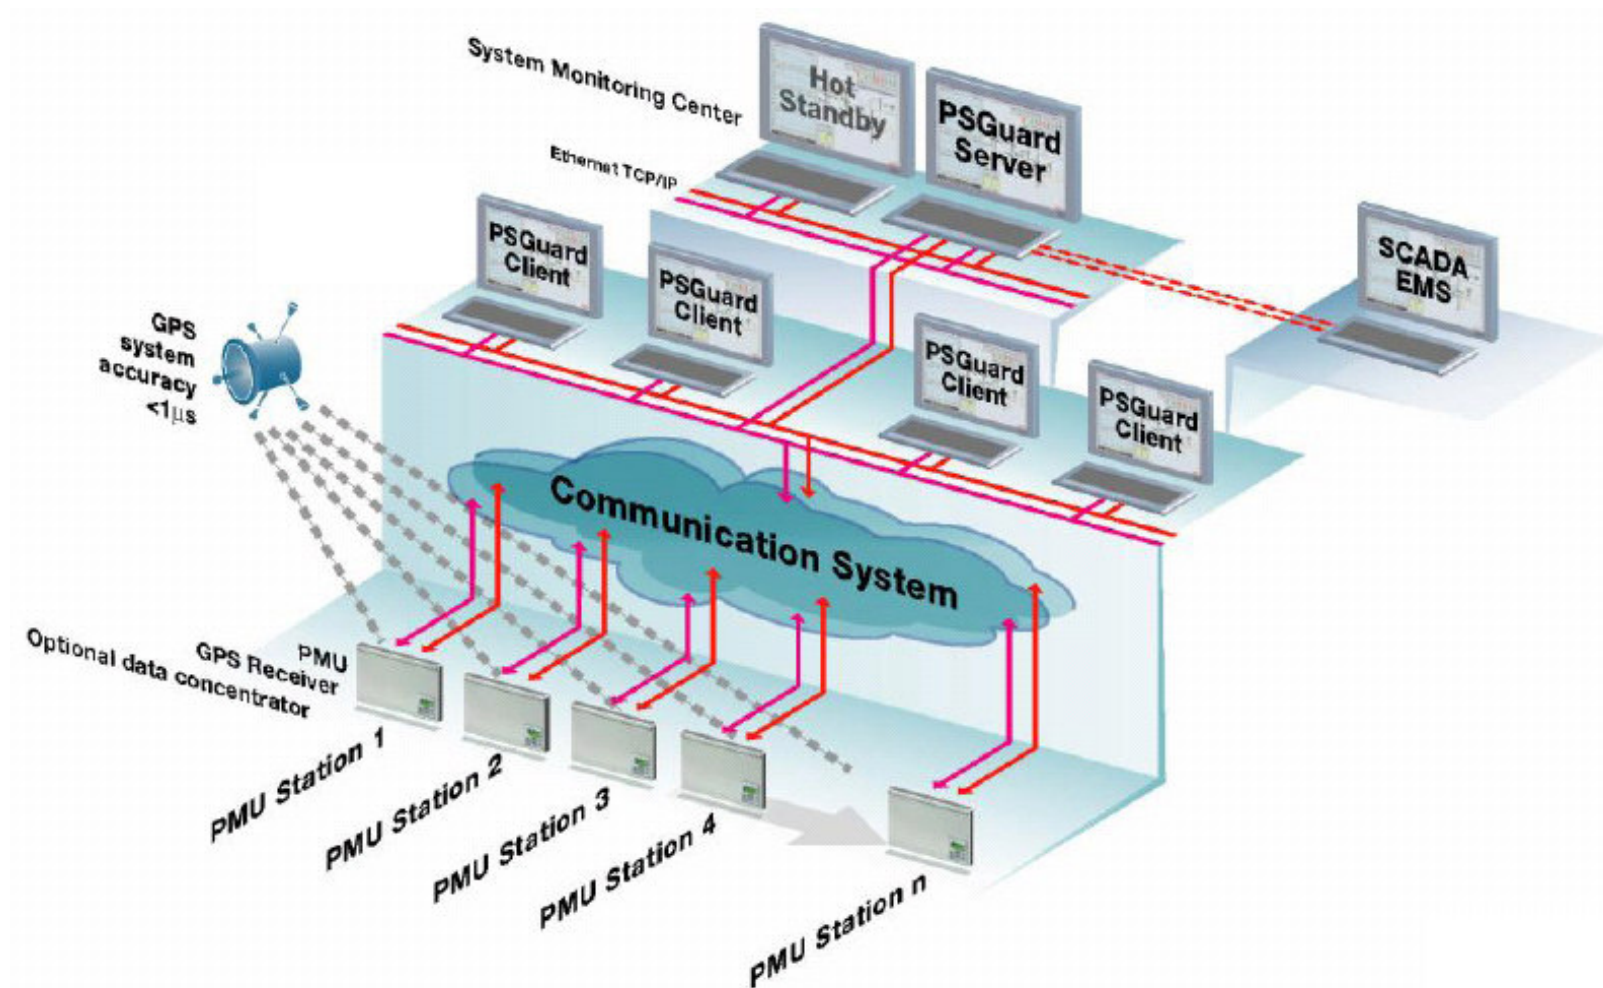 System Monitoring Center
Hot
Standby
PSGuard
Server
Ethernet TCP/IP
PSGuard
Client
PSGuard
Client
SCADA
EMS
GPS
system
accuracy
<1µs
PSGuard
Client
PSGuard
Client
Communication System
PMU
GPS Receiver
Optional data concentrator
PMU Station 1
PMU Station 2
PMU Station 3
PMU Station 4
PMU Station n